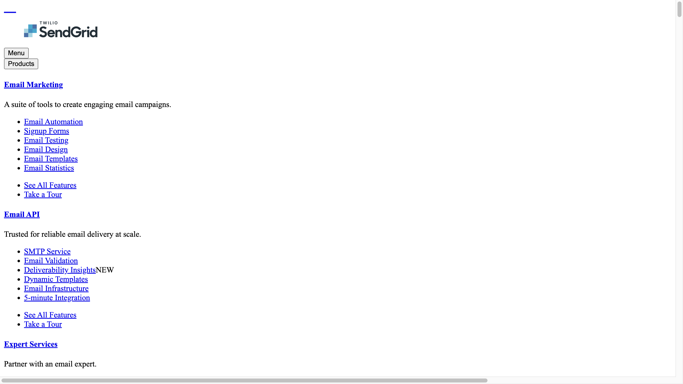 TWILIO
SendGrid
Menu
Products
Email Marketing
A suite of tools to create engaging email campaigns.
Email Automation
Signup Forms
Email Testing
Email Design
Email Templates
Email Statistics
See All Features
Take a Tour
Email API
Trusted for reliable email delivery at scale.
SMTP Service
Email Validation
Deliverability InsightsNEW
Dynamic Templates
Email Infrastructure
5-minute Integration
See All Features
Take a Tour
Expert Services
Partner with an email expert.